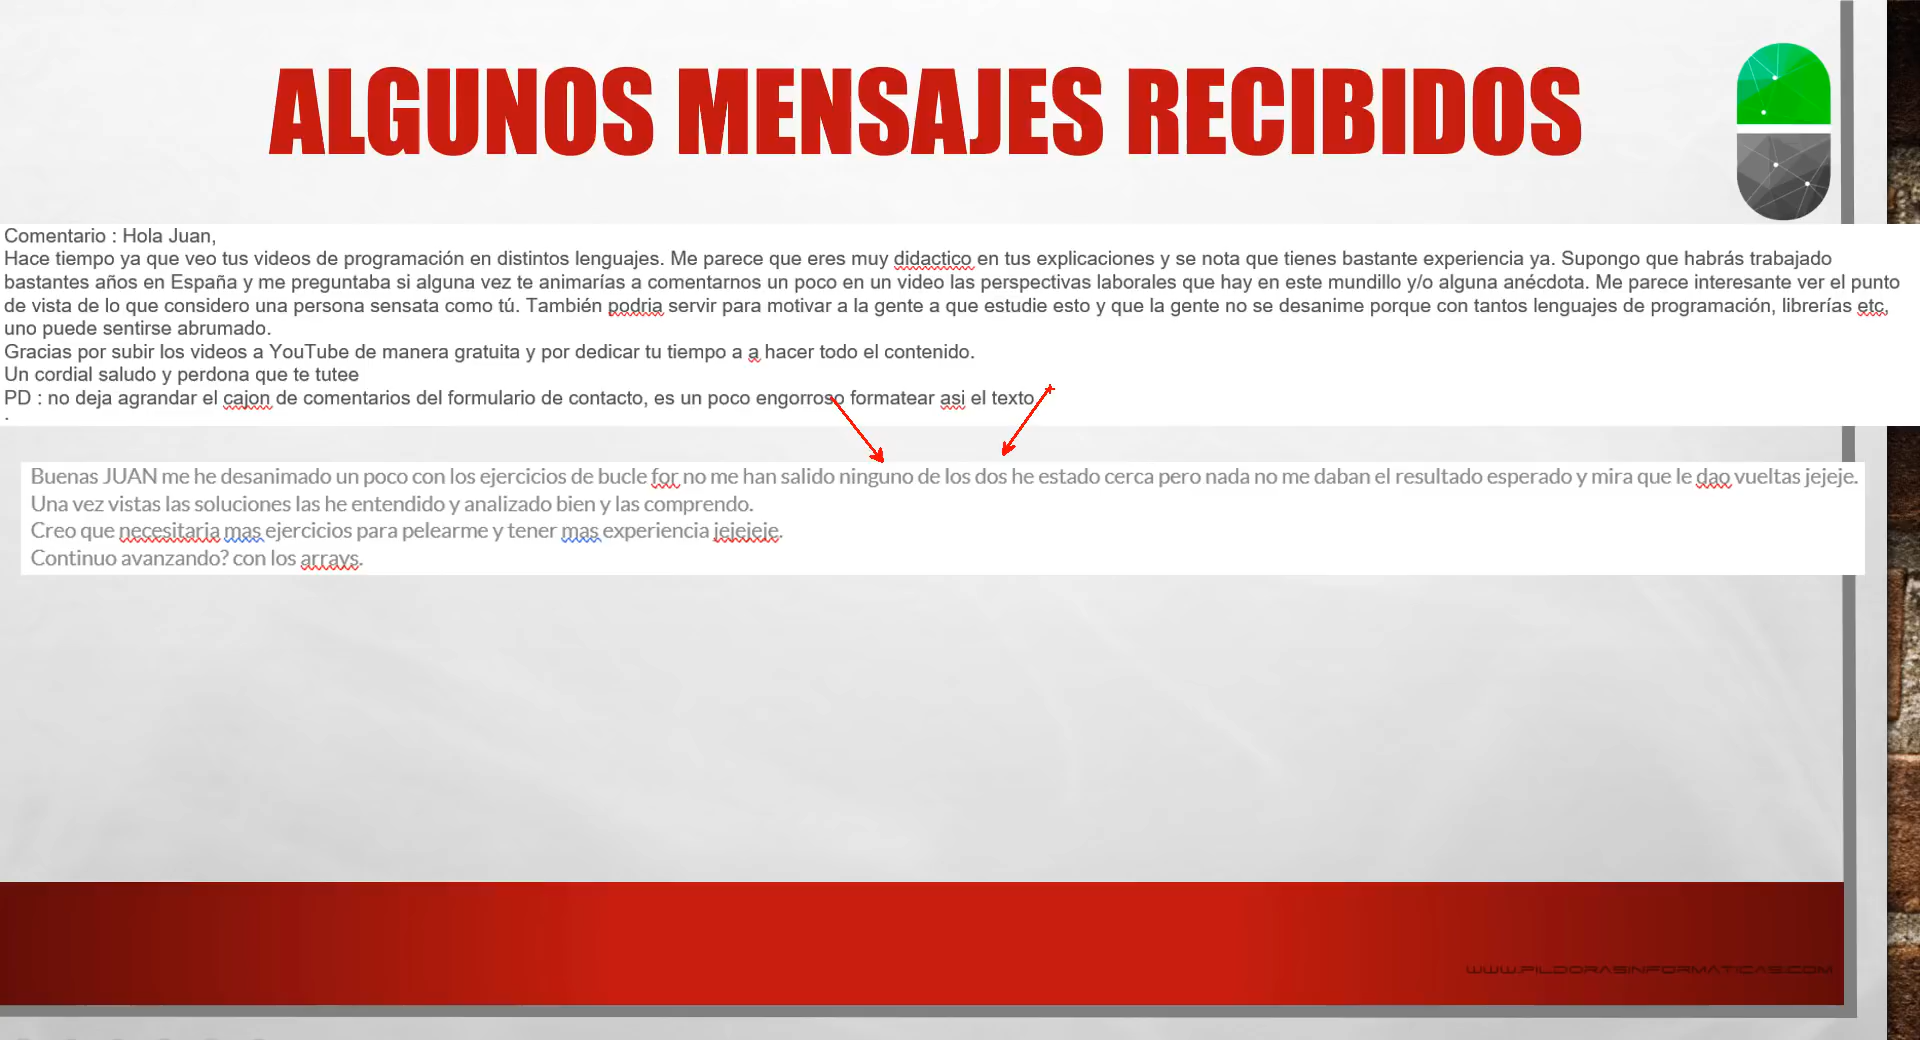 ALGUNOS MENSAJES RECIBIDOS
Comentario : Hola Juan,
Hace tiempo ya que veo tus videos de programación en distintos lenguajes. Me parece que eres muy didactico en tus explicaciones y se nota que tienes bastante experiencia ya. Supongo que habrás trabajado
bastantes años en España y me preguntaba si alguna vez te animarías a comentarnos un poco en un video las perspectivas laborales que hay en este mundillo y/o alguna anécdota. Me parece interesante ver el punto
de vista de lo que considero una persona sensata como tú. También podria servir para motivar a la gente a que estudie esto y que la gente no se desanime porque con tantos lenguajes de programación, librerías etc,
uno puede sentirse abrumado.
Gracias por subir los videos a YouTube de manera gratuita y por dedicar tu tiempo a a hacer todo el contenido.
Un cordial saludo y perdona que te tutee
PD : no deja agrandar el cajon de comentarios del formulario de contacto, es un poco engorroso formatear asi el texto
.
Buenas JUAN me he desanimado un poco con los ejercicios de bucle for no me han salido ninguno de los dos he estado cerca pero nada no me daban el resultado esperado y mira que le dao vueltas jejeje.
Una vez vistas las soluciones las he entendido y analizado bien y las comprendo.
Creo que necesitaria mas ejercicios para pelearme y tener mas experiencia jejejeje.
Continuo avanzando? con los arrays.
WWW.PILDORASINFORMATICAS.COM